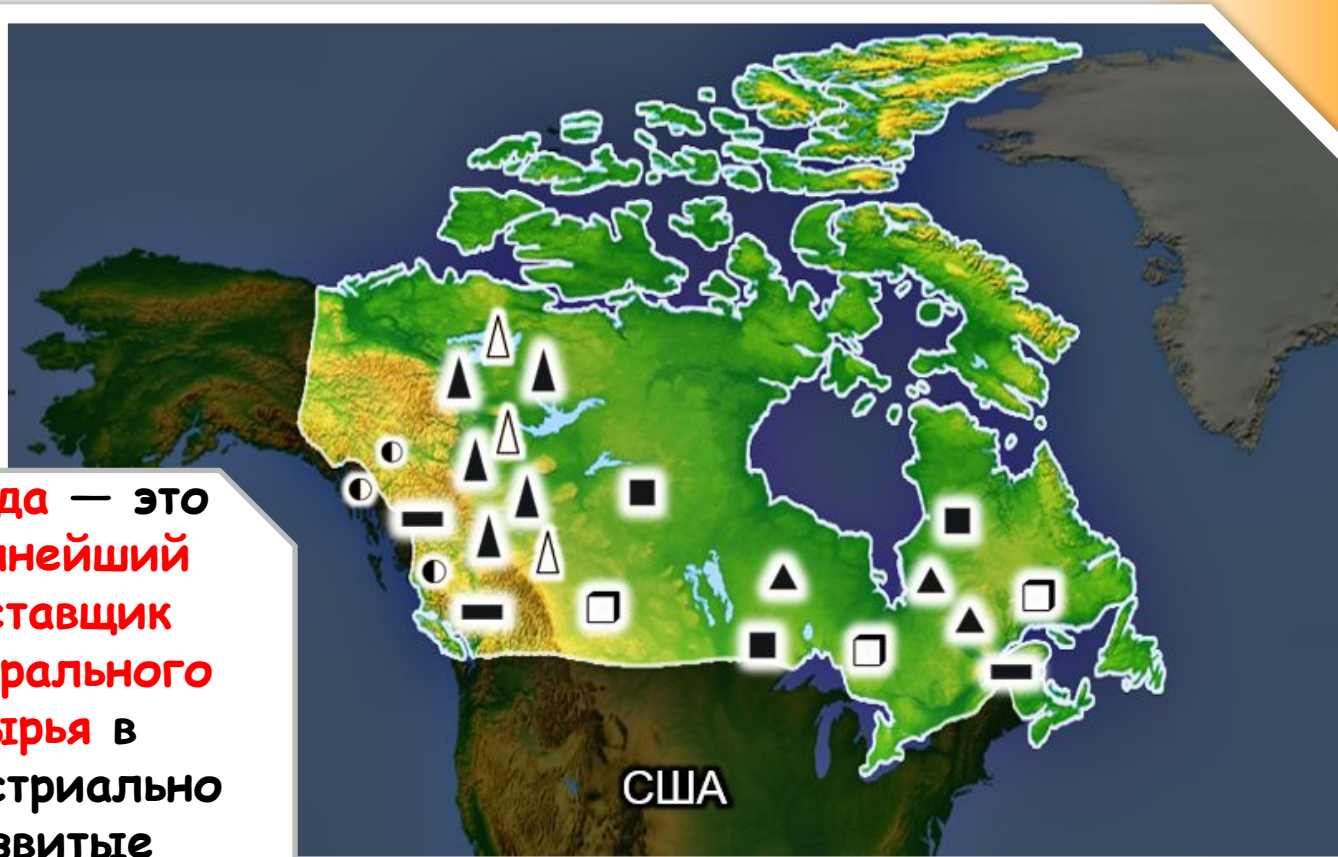 да — это
нейший
ставщик
рального
ырья в
стриально
звитые
США